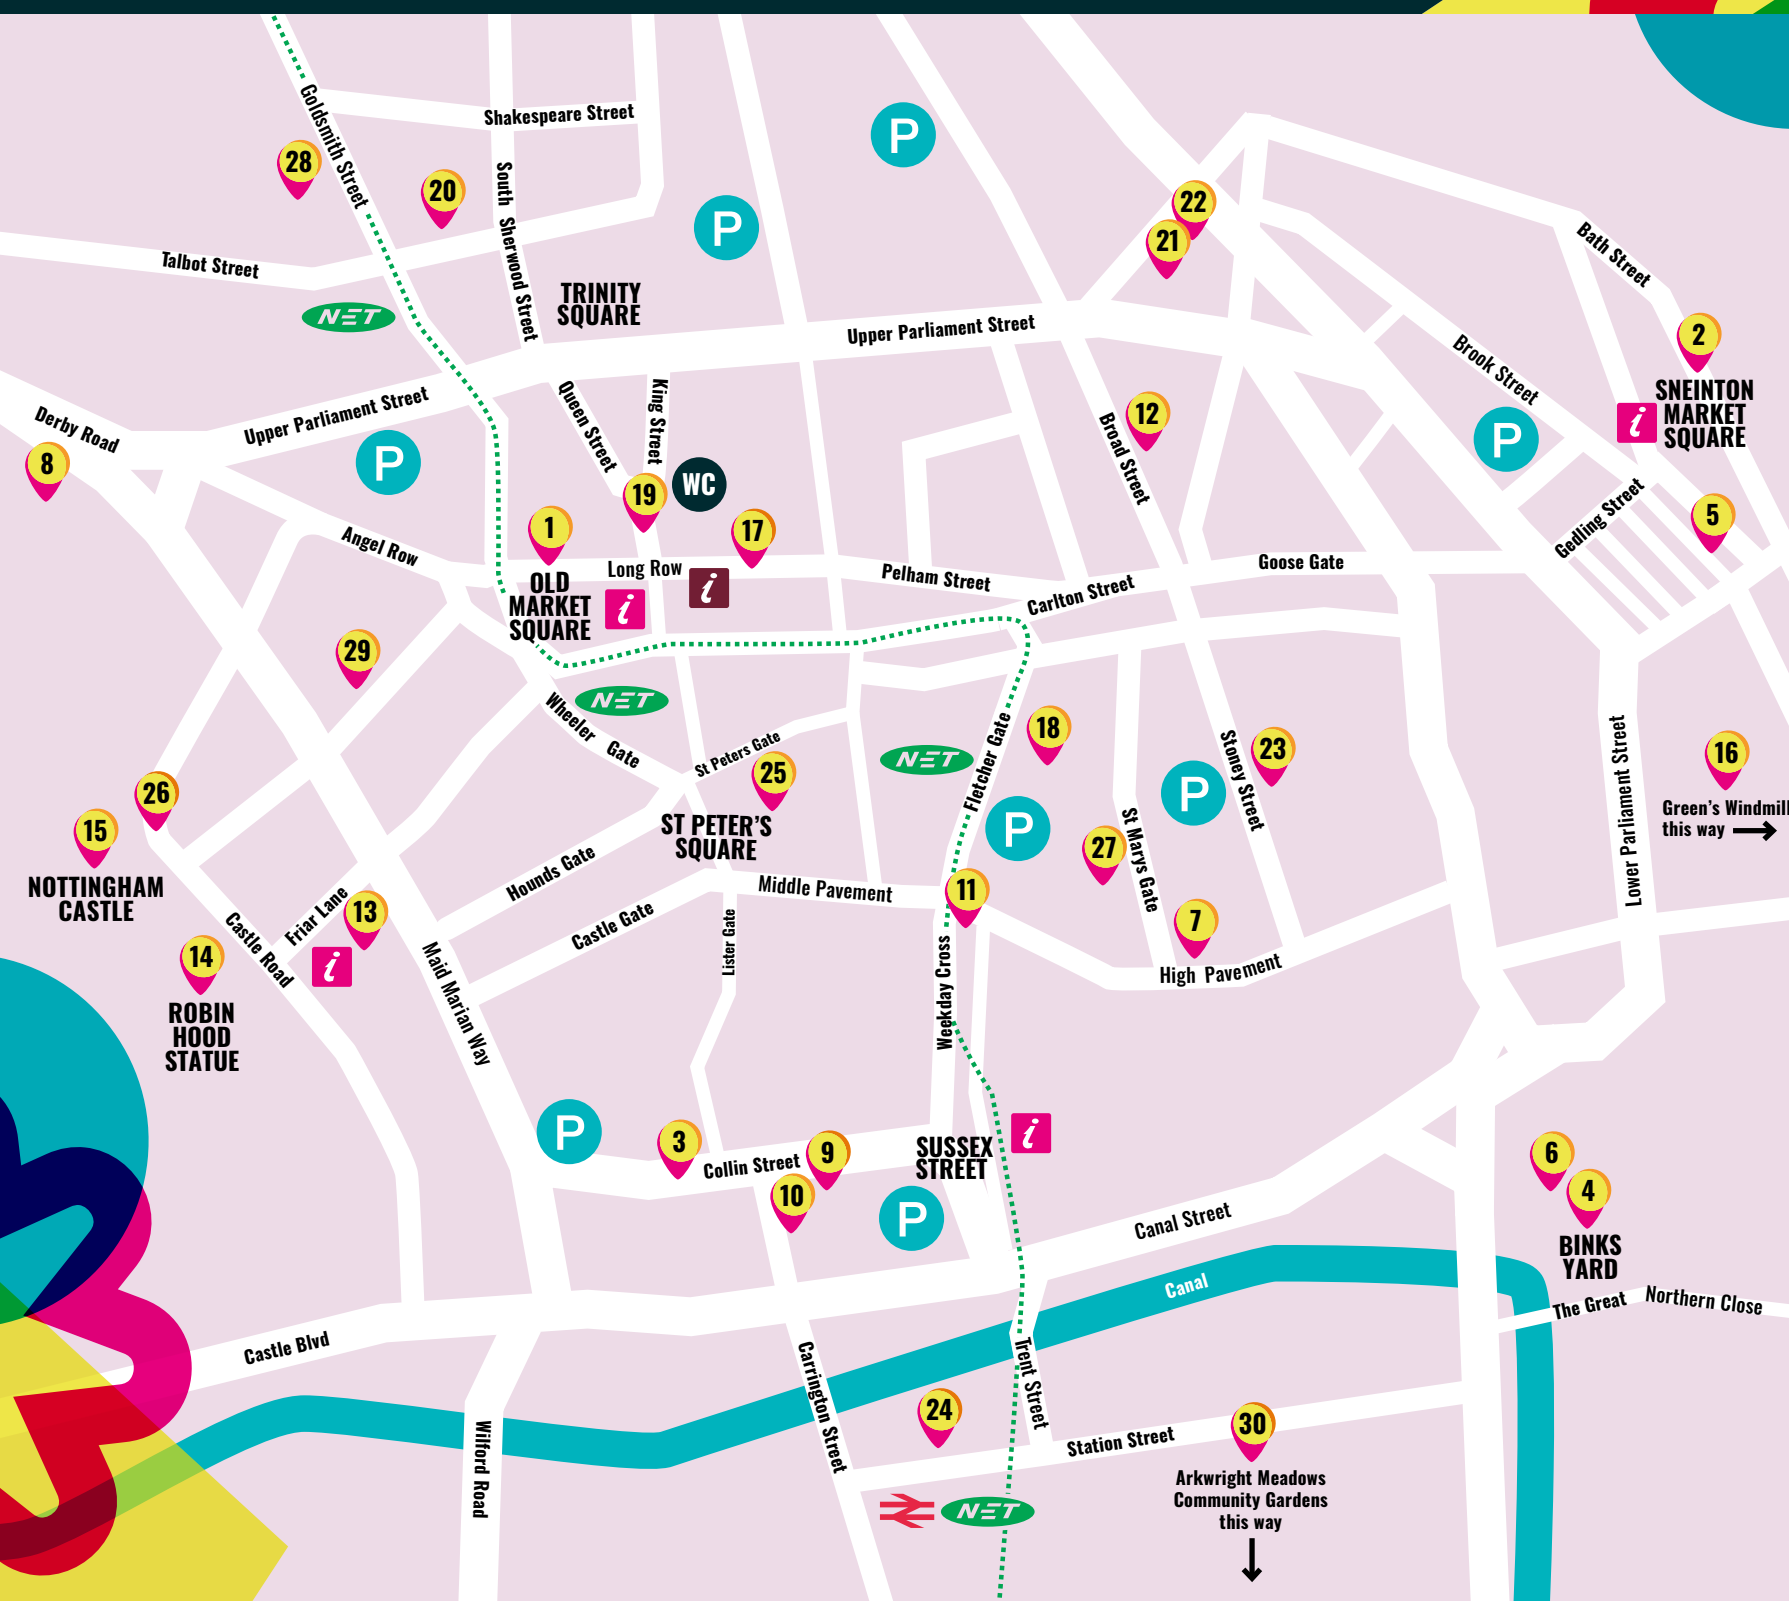 Goldsmith Street
Shakespeare Street
P
28
20
South Sherwood Street
22
21
P
Talbot Street
Bath Street
NET
TRINITY
SQUARE
Upper Parliament Street
2
Brook Street
SNEINTON
MARKET
SQUARE
i
Derby Road
Upper Parliament Street
Queen Street
King Street
12
Broad Street
P
8
P
19
WC
Gedling Street
5
1
17
Angel Row
Long Row
Pelham Street
Goose Gate
OLD
MARKET
SQUARE
i
i
Carlton Street
29
Wheeler Gate
NET
St Peters Gate
NET
Fletcher Gate
18
Stoney Street
23
Lower Parliament Street
16
Green's Windmill
this way
26
25
P
15
ST PETER'S
SQUARE
P
27
St Marys Gate
NOTTINGHAM
CASTLE
Hounds Gate
Middle Pavement
11
Friar Lane
13
Castle Gate
7
Castle Road
i
Lister Gate
High Pavement
14
Maid Marian Way
Weekday Cross
ROBIN
HOOD
STATUE
P
3
Collin Street
9
SUSSEX
STREET
i
6
10
P
4
Canal Street
BINKS
YARD
Canal
The Great Northern Close
Castle Blvd
Carrington Street
Trent Street
24
30
Wilford Road
Station Street
Arkwright Meadows
Community Gardens
this way
NET